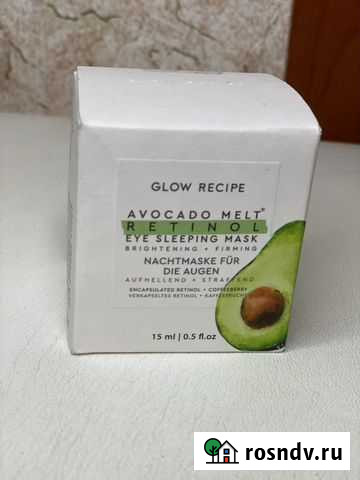 GLOW RECIPE
AVOCADO MELT
RETINOL
EYE SLEEPING MASK
BRIGHTENING + FIRMING
NACHTMASKE FÜR
DIE AUGEN
AUFHELLEND + STRAFFEND
ENCAPSULATED RETINOL + COFFEEBERRY
VERKAPSELTES RETINOL + KAFFEEFRUCHT
15 ml | 0.5 fl.oz
rosndv.ru